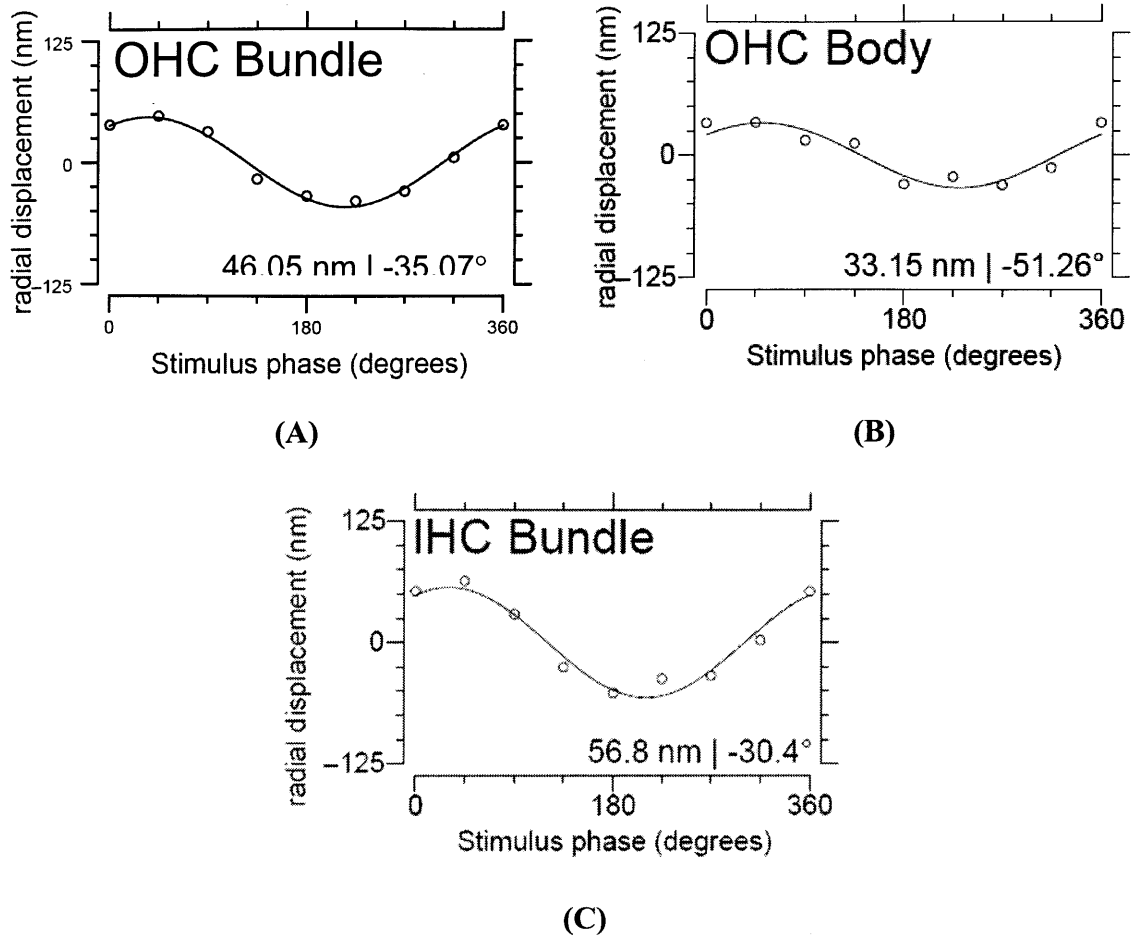 OHC Bundle
radial displacement (nm)
125
0
−125
46.05 nm | -35.07°
0
180
360
Stimulus phase (degrees)
(A)
OHC Body
radial displacement (nm)
125
0
−125
33.15 nm | -51.26°
0
180
360
Stimulus phase (degrees)
(B)
IHC Bundle
radial displacement (nm)
125
0
−125
56.8 nm | -30.4°
0
180
360
Stimulus phase (degrees)
(C)